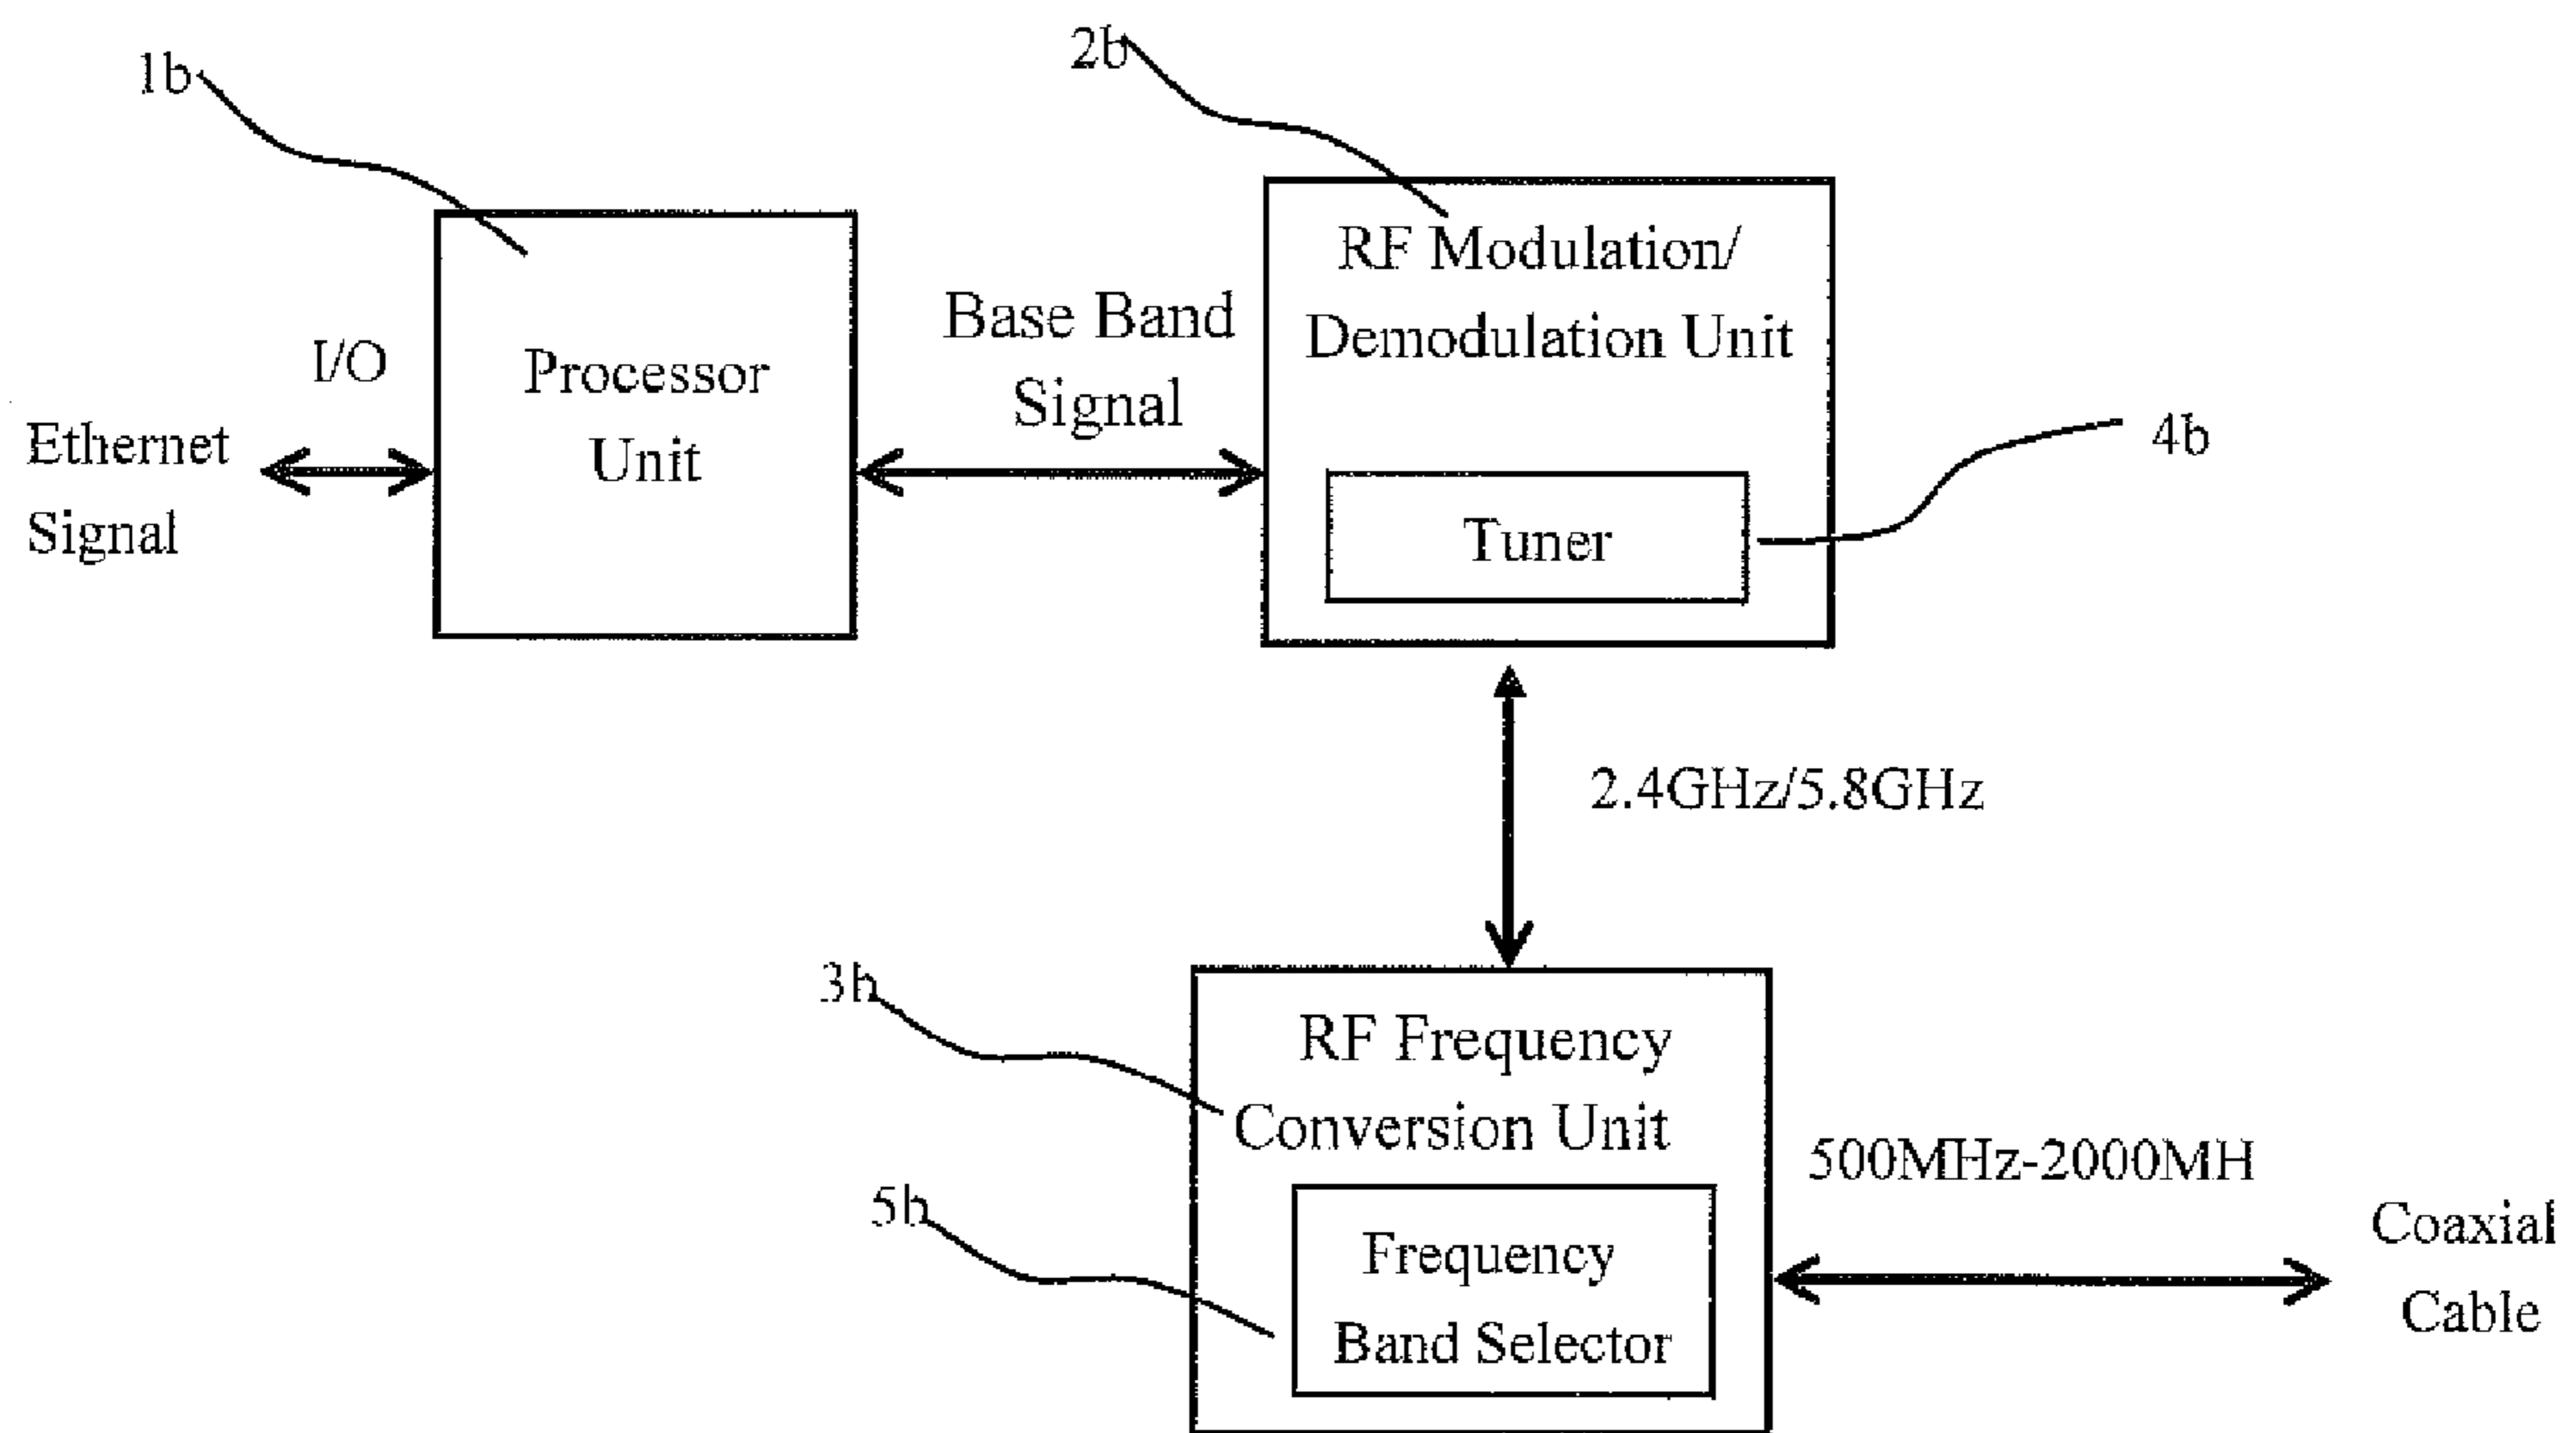 1b
2b
RF Modulation/
Demodulation Unit
Base Band
Signal
I/O
Processor
Unit
Ethernet
Signal
4b
Tuner
2.4GHz/5.8GHz
3b
RF Frequency
Conversion Unit
500MHz-2000MH
5b
Frequency
Band Selector
Coaxial
Cable